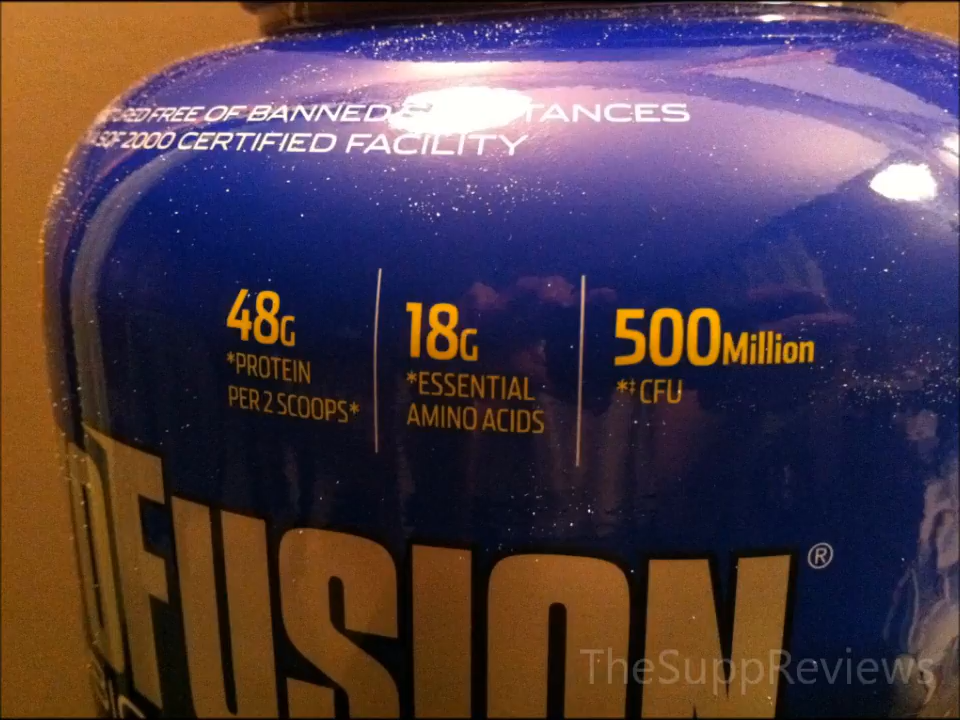 FREE OF BANNED
2000 CERTIFIED FACILITY
48G
*PROTEIN
PER 2 SCOOPS*
18G
*ESSENTIAL
AMINO ACIDS
500Million
*‡CFU
FUSION®
TheSuppReviews